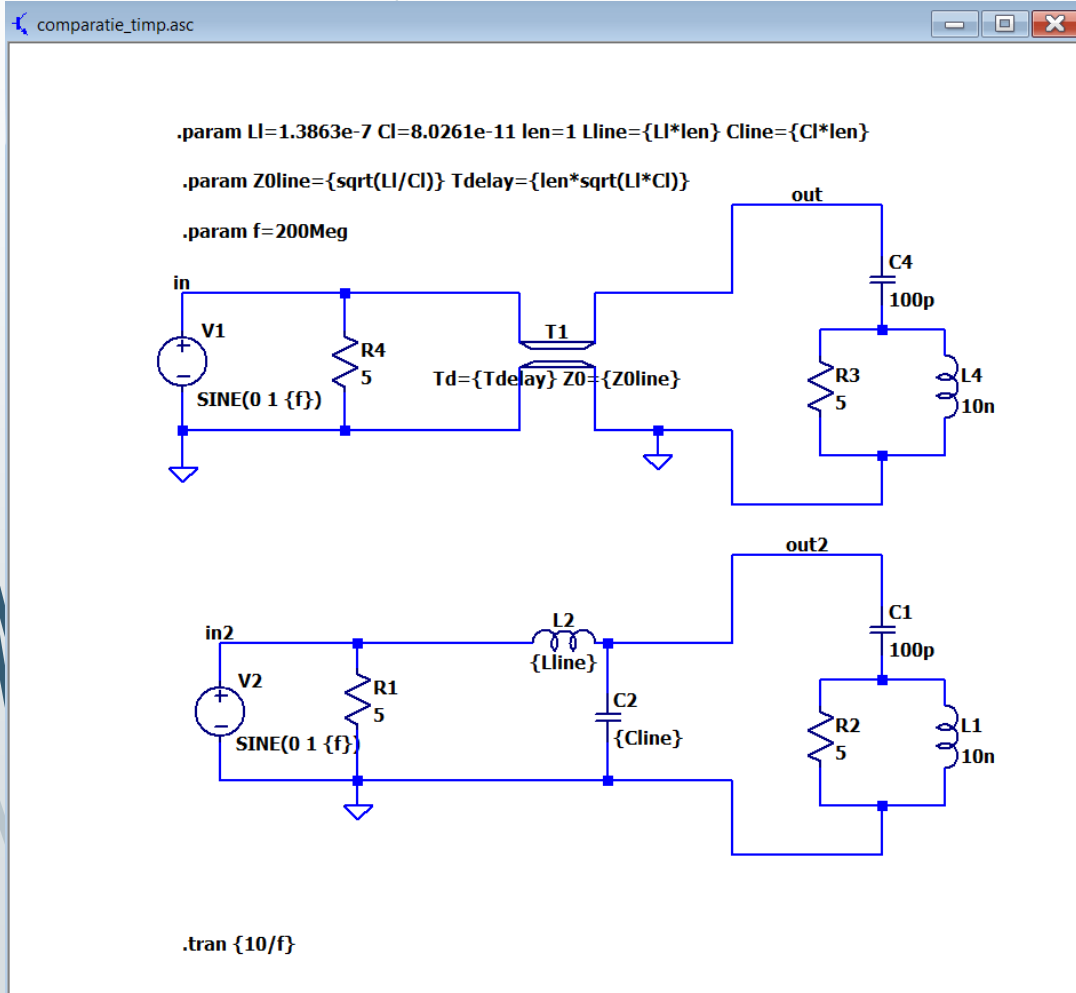 comparatie_timp.asc
.param Ll=1.3863e-7 Cl=8.0261e-11 len=1 Lline={Ll*len} Cline={Cl*len}
.param Z0line={sqrt(Ll/Cl)} Tdelay={len*sqrt(Ll*Cl)}
.param f=200Meg
out
in
C4
100p
V1
T1
R4
5
Td={Tdelay} Z0={Z0line}
R3
5
L4
10n
SINE(0 1 {f})
out2
in2
L2
{Lline}
C1
100p
V2
R1
5
C2
{Cline}
R2
5
L1
10n
SINE(0 1 {f})
.tran {10/f}